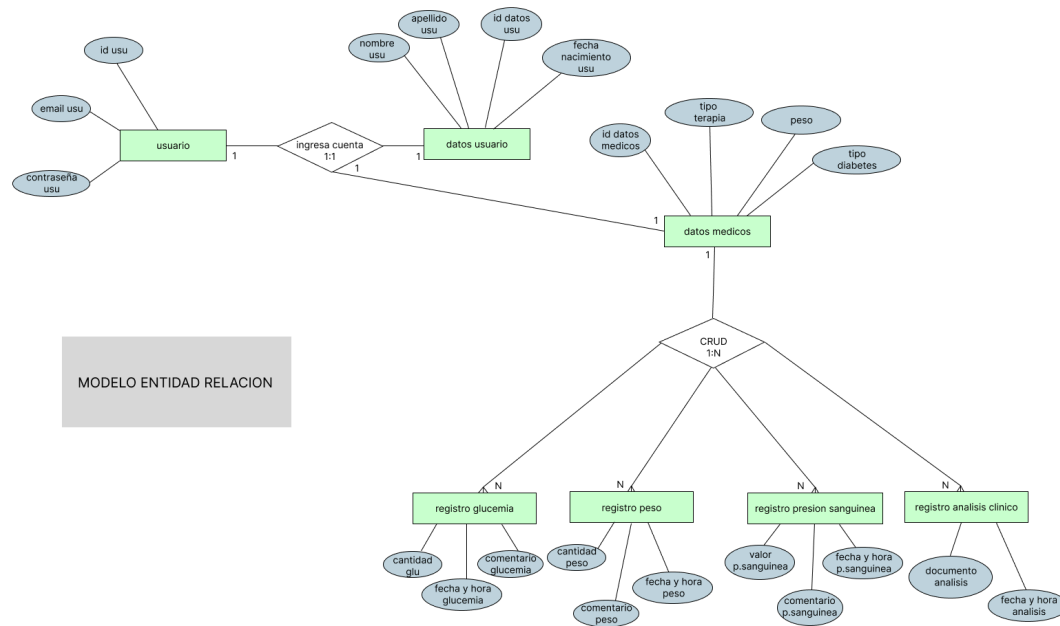 apellido
usu
id datos
usu
nombre
usu
fecha
nacimiento
usu
id usu
email usu
contraseña
usu
usuario
1
ingresa cuenta
1:1
1
datos usuario
1
tipo
terapia
peso
id datos
medicos
tipo
diabetes
1
datos medicos
1
CRUD
1:N
MODELO ENTIDAD RELACION
N
N
N
N
registro glucemia
registro peso
registro presion sanguinea
registro analisis clinico
cantidad
glu
fecha y hora
glucemia
comentario
glucemia
cantidad
peso
comentario
peso
fecha y hora
peso
valor
p.sanguinea
comentario
p.sanguinea
fecha y hora
p.sanguinea
documento
analisis
fecha y hora
analisis